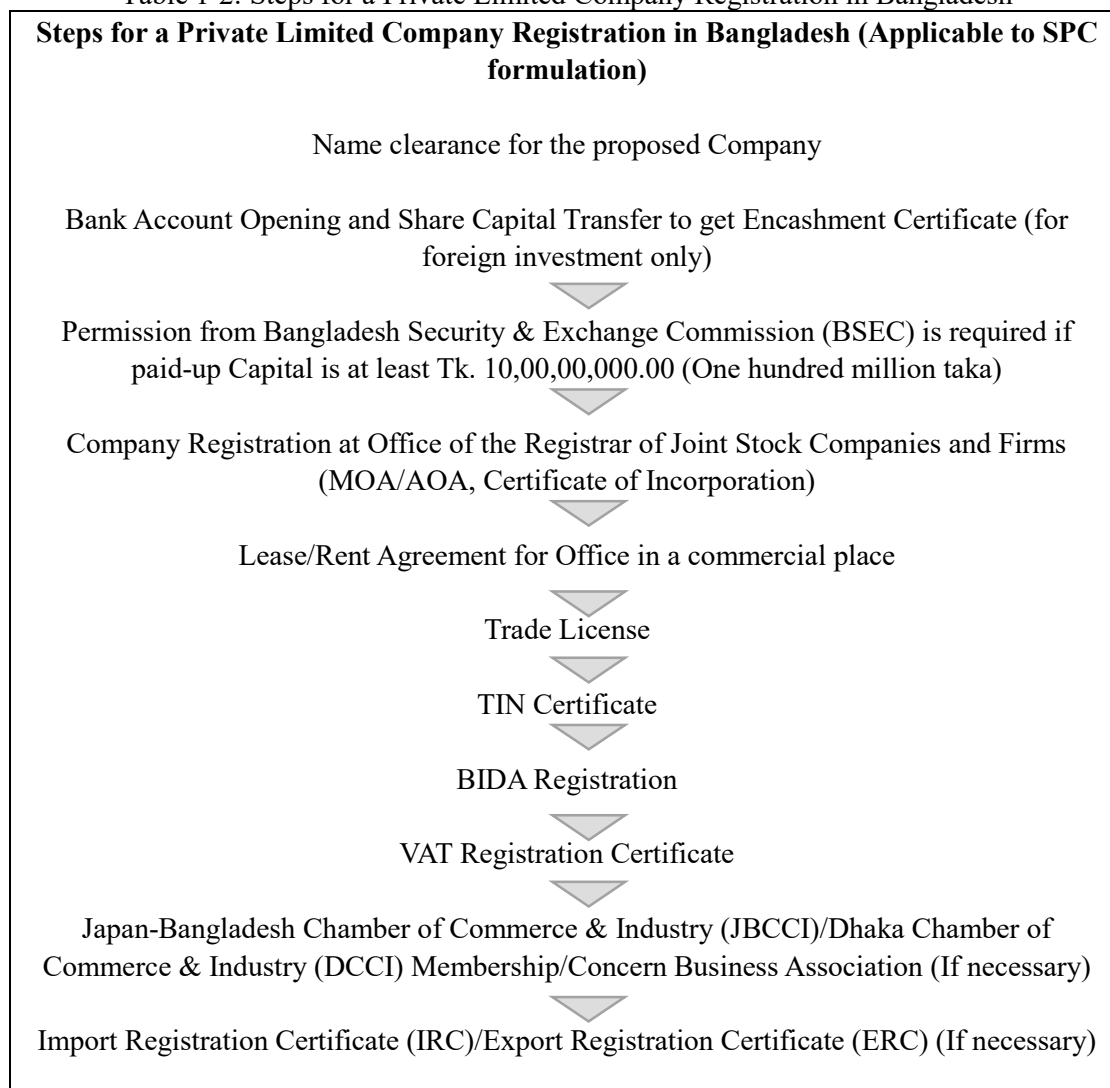 Table 1-2: Steps for a Private Limited Company Registration in Bangladesh
Steps for a Private Limited Company Registration in Bangladesh (Applicable to SPC
formulation)
Name clearance for the proposed Company
Bank Account Opening and Share Capital Transfer to get Encashment Certificate (for
foreign investment only)
Permission from Bangladesh Security & Exchange Commission (BSEC) is required if
paid-up Capital is at least Tk. 10,00,00,000.00 (One hundred million taka)
Company Registration at Office of the Registrar of Joint Stock Companies and Firms
(MOA/AOA, Certificate of Incorporation)
Lease/Rent Agreement for Office in a commercial place
Trade License
TIN Certificate
BIDA Registration
VAT Registration Certificate
Japan-Bangladesh Chamber of Commerce & Industry (JBCCI)/Dhaka Chamber of
Commerce & Industry (DCCI) Membership/Concern Business Association (If necessary)
Import Registration Certificate (IRC)/Export Registration Certificate (ERC) (If necessary)